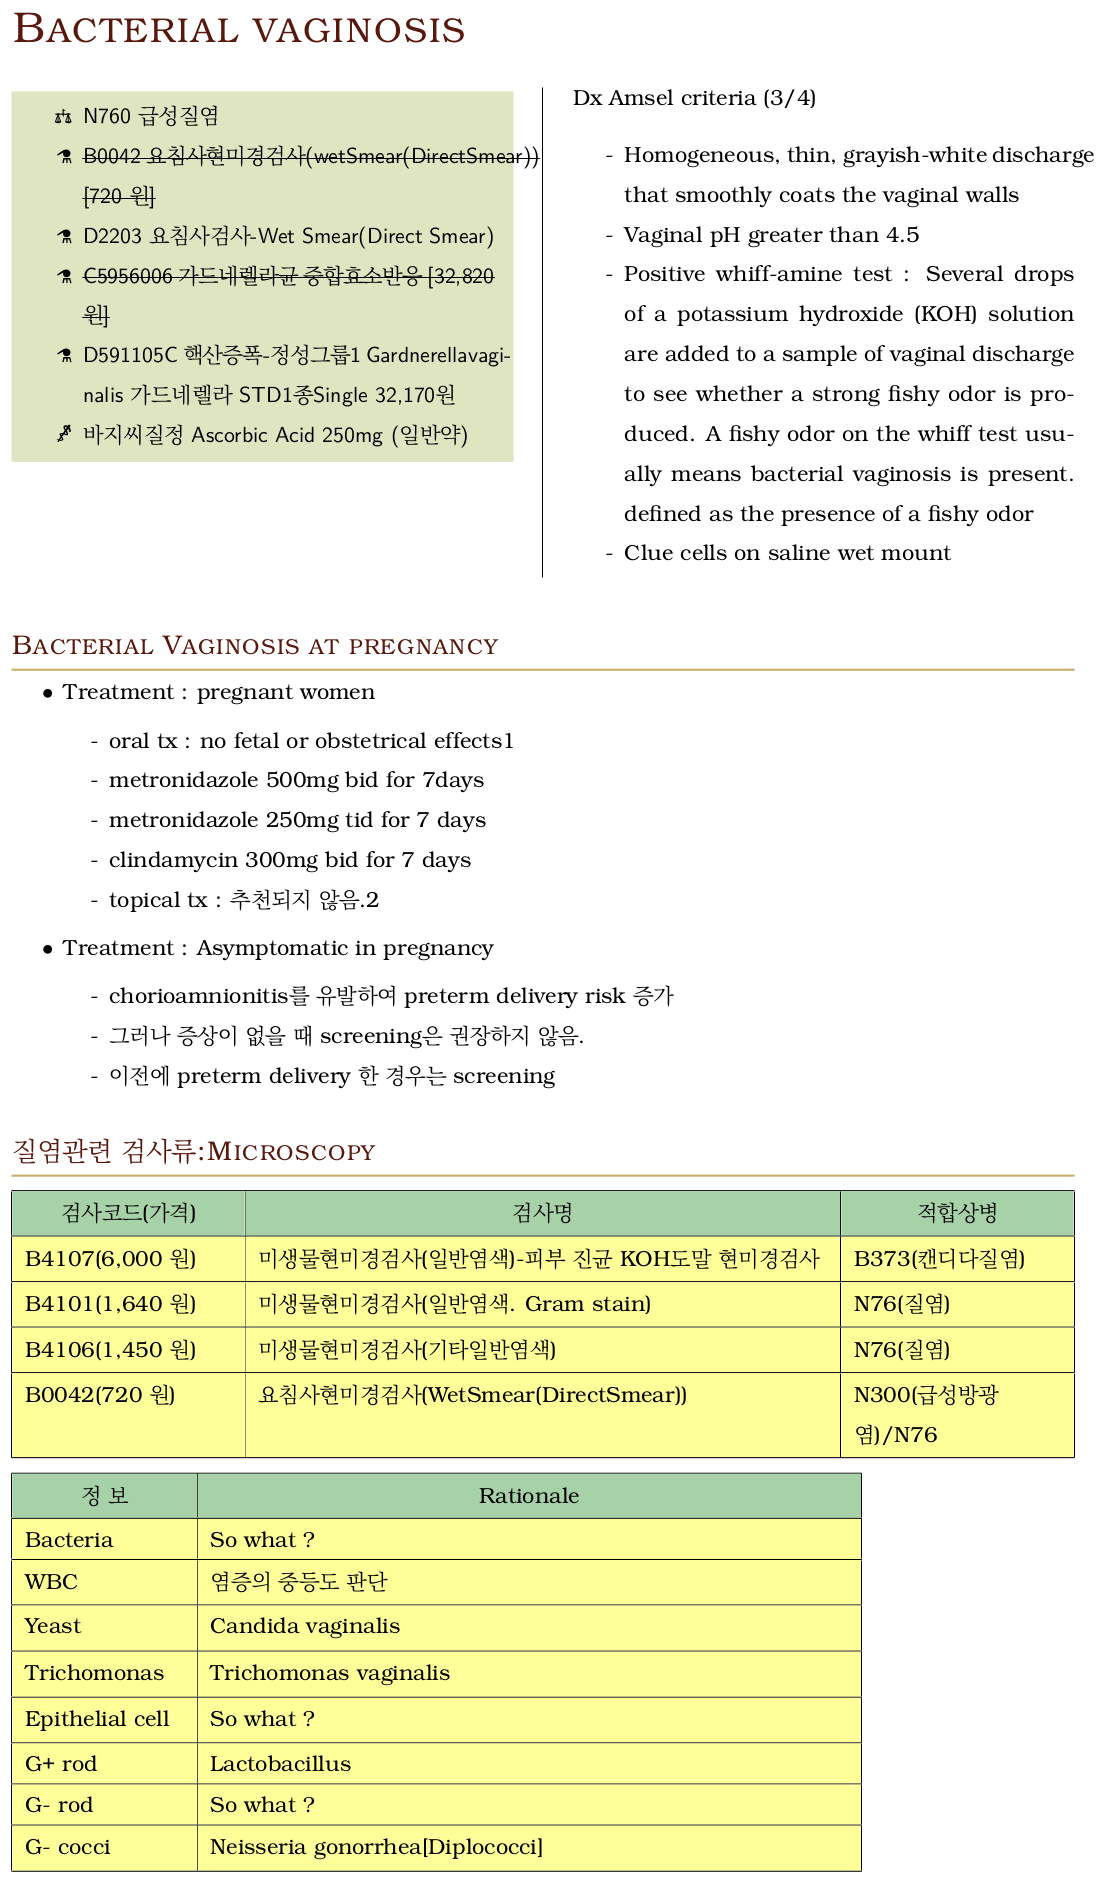 BACTERIAL VAGINOSIS
N760 급성질염
B0042 요침사현미경검사(wetSmear(DirectSmear))
[720 원]
D2203 요침사검사-Wet Smear(Direct Smear)
C5956006 가드네렐라균 중합효소반응 [32,820
원]
D591105C 핵산증폭-정성그룹1 Gardnerellavagi-
nalis 가드네렐라 STD1종Single 32,170원
바지씨질정 Ascorbic Acid 250mg (일반약)
Dx Amsel criteria (3/4)
- Homogeneous, thin, grayish-white discharge
that smoothly coats the vaginal walls
- Vaginal pH greater than 4.5
- Positive whiff-amine test : Several drops
of a potassium hydroxide (KOH) solution
are added to a sample of vaginal discharge
to see whether a strong fishy odor is pro-
duced. A fishy odor on the whiff test usu-
ally means bacterial vaginosis is present.
defined as the presence of a fishy odor
- Clue cells on saline wet mount
BACTERIAL VAGINOSIS AT PREGNANCY
• Treatment : pregnant women
- oral tx : no fetal or obstetrical effects1
- metronidazole 500mg bid for 7days
- metronidazole 250mg tid for 7 days
- clindamycin 300mg bid for 7 days
- topical tx : 추천되지 않음.2
• Treatment : Asymptomatic in pregnancy
- chorioamnionitis를 유발하여 preterm delivery risk 증가
- 그러나 증상이 없을 때 screening은 권장하지 않음.
- 이전에 preterm delivery 한 경우는 screening
질염관련 검사류:MICROSCOPY
검사코드(가격) 검사명 적합상병
B4107(6,000 원) 미생물현미경검사(일반염색)-피부 진균 KOH도말 현미경검사 B373(캔디다질염)
B4101(1,640 원) 미생물현미경검사(일반염색. Gram stain) N76(질염)
B4106(1,450 원) 미생물현미경검사(기타일반염색) N76(질염)
B0042(720 원) 요침사현미경검사(WetSmear(DirectSmear)) N300(급성방광
염)/N76
정 보 Rationale
Bacteria So what ?
WBC 염증의 중등도 판단
Yeast Candida vaginalis
Trichomonas Trichomonas vaginalis
Epithelial cell So what ?
G+ rod Lactobacillus
G- rod So what ?
G- cocci Neisseria gonorrhea[Diplococci]